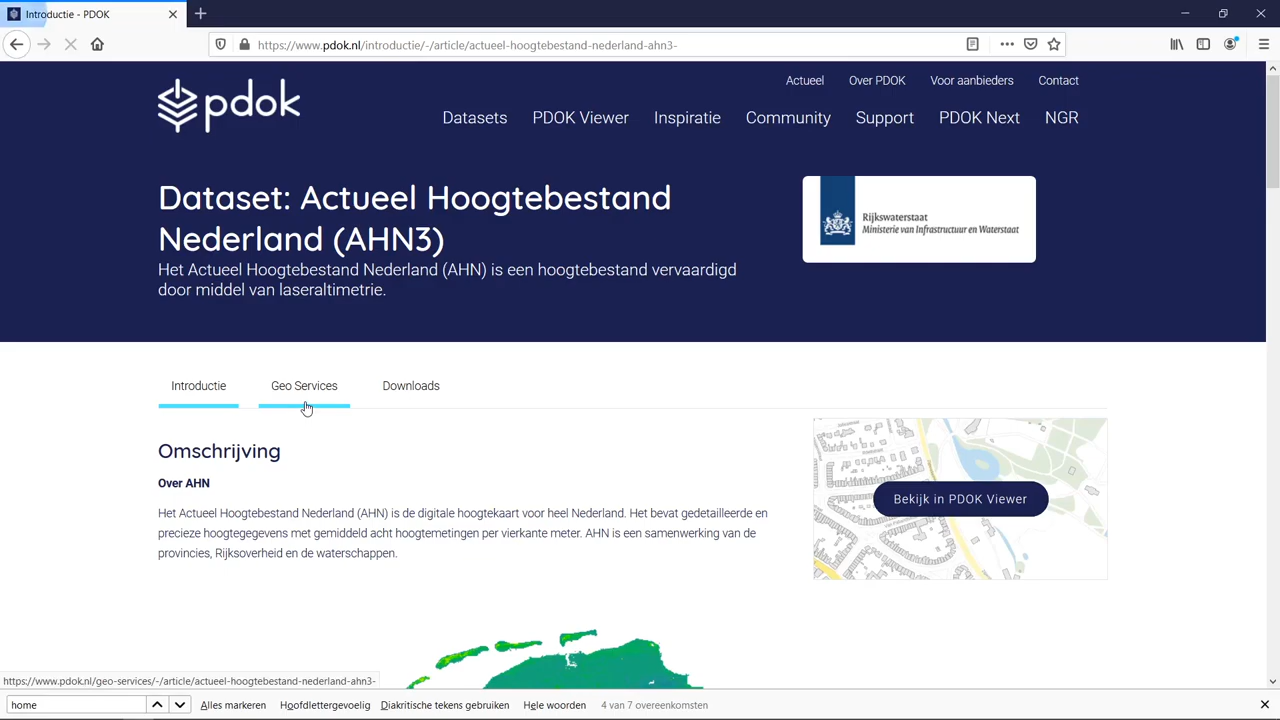 Introductie - PDOK
https://www.pdok.nl/introductie/-/article/actueel-hoogtebestand-nederland-ahn3-
Actueel Over PDOK Voor aanbieders Contact
pdok
Datasets PDOK Viewer Inspiratie Community Support PDOK Next NGR
Dataset: Actueel Hoogtebestand
Nederland (AHN3)
Het Actueel Hoogtebestand Nederland (AHN) is een hoogtebestand vervaardigd
door middel van laseraltimetrie.
Rijkswaterstaat
Ministerie van Infrastructuur en Waterstaat
Introductie Geo Services Downloads
Omschrijving
Over AHN
Het Actueel Hoogtebestand Nederland (AHN) is de digitale hoogtekaart voor heel Nederland. Het bevat gedetailleerde en
precieze hoogtegegevens met gemiddeld acht hoogtemetingen per vierkante meter. AHN is een samenwerking van de
provincies, Rijksoverheid en de waterschappen.
Bekijk in PDOK Viewer
https://www.pdok.nl/geo-services/-/article/actueel-hoogtebestand-nederland-ahn3-
home Alles markeren Hoofdlettergevoelig Diakritische tekens gebruiken Hele woorden 4 van 7 overeenkomsten